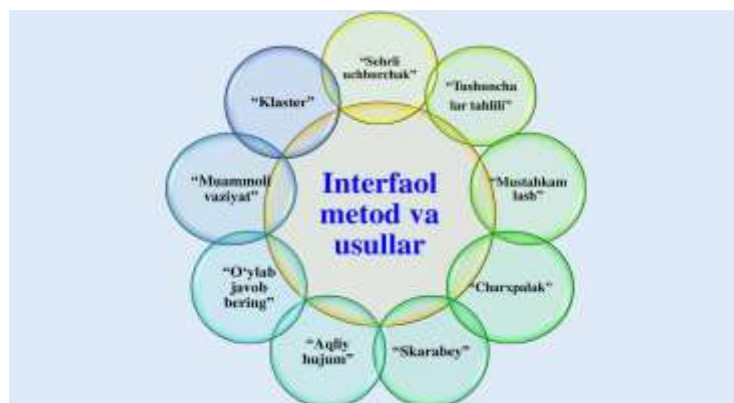 “Sehrli
uchburchak”
“Tushuncha
lar tahlili”
“Mustahkam
lash”
“Charxpalak”
“Skarabey”
“Aqliy
hujum”
“O‘ylab
javob
bering”
“Muammoli
vaziyat”
“Klaster”
Interfaol
metod va
usullar